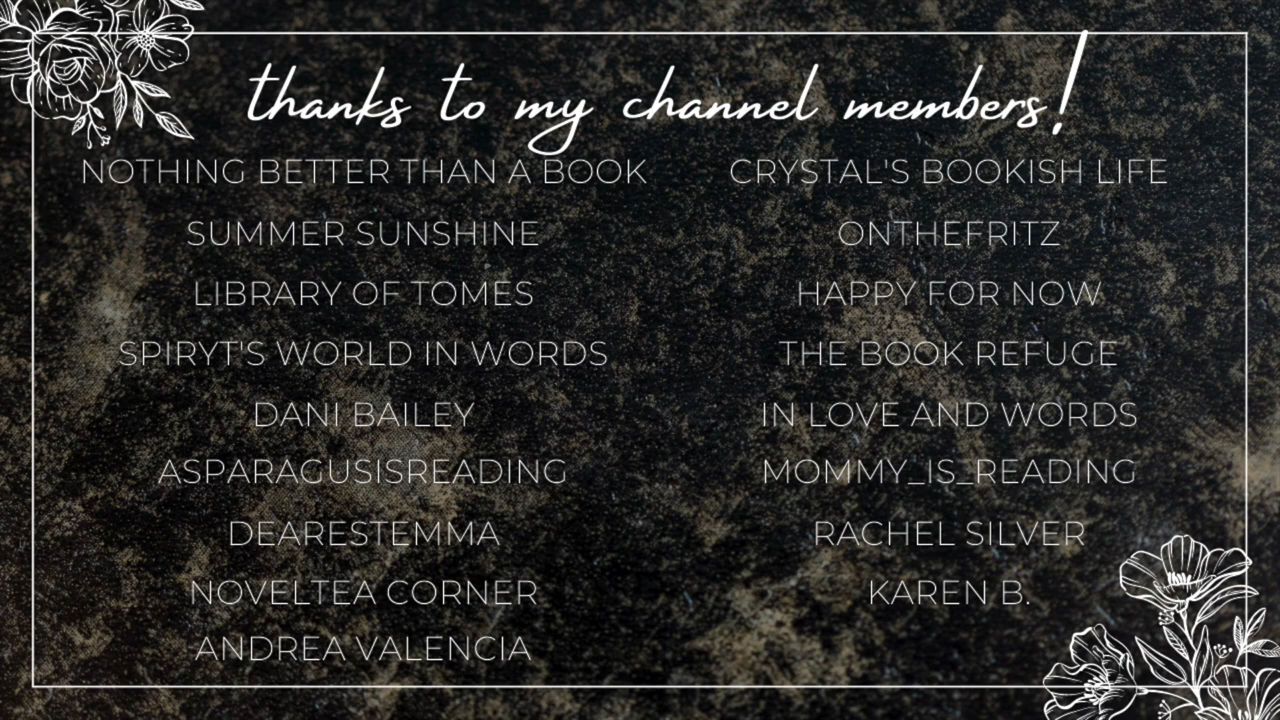 thanks to my channel members!
NOTHING BETTER THAN A BOOK
SUMMER SUNSHINE
LIBRARY OF TOMES
SPIRYT'S WORLD IN WORDS
DANI BAILEY
ASPARAGUSISREADING
DEARESTEMMA
NOVELTEA CORNER
ANDREA VALENCIA
CRYSTAL'S BOOKISH LIFE
ONTHEFRITZ
HAPPY FOR NOW
THE BOOK REFUGE
IN LOVE AND WORDS
MOMMY_IS_READING
RACHEL SILVER
KAREN B.